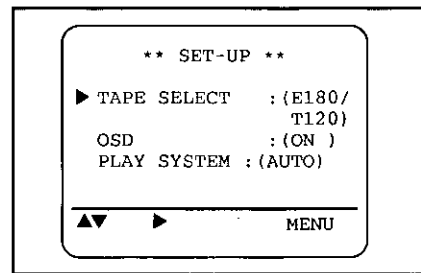 ** SET-UP **
▶ TAPE SELECT :(E180/
T120)
OSD :(ON )
PLAY SYSTEM :(AUTO)
▲▼ ▶ MENU